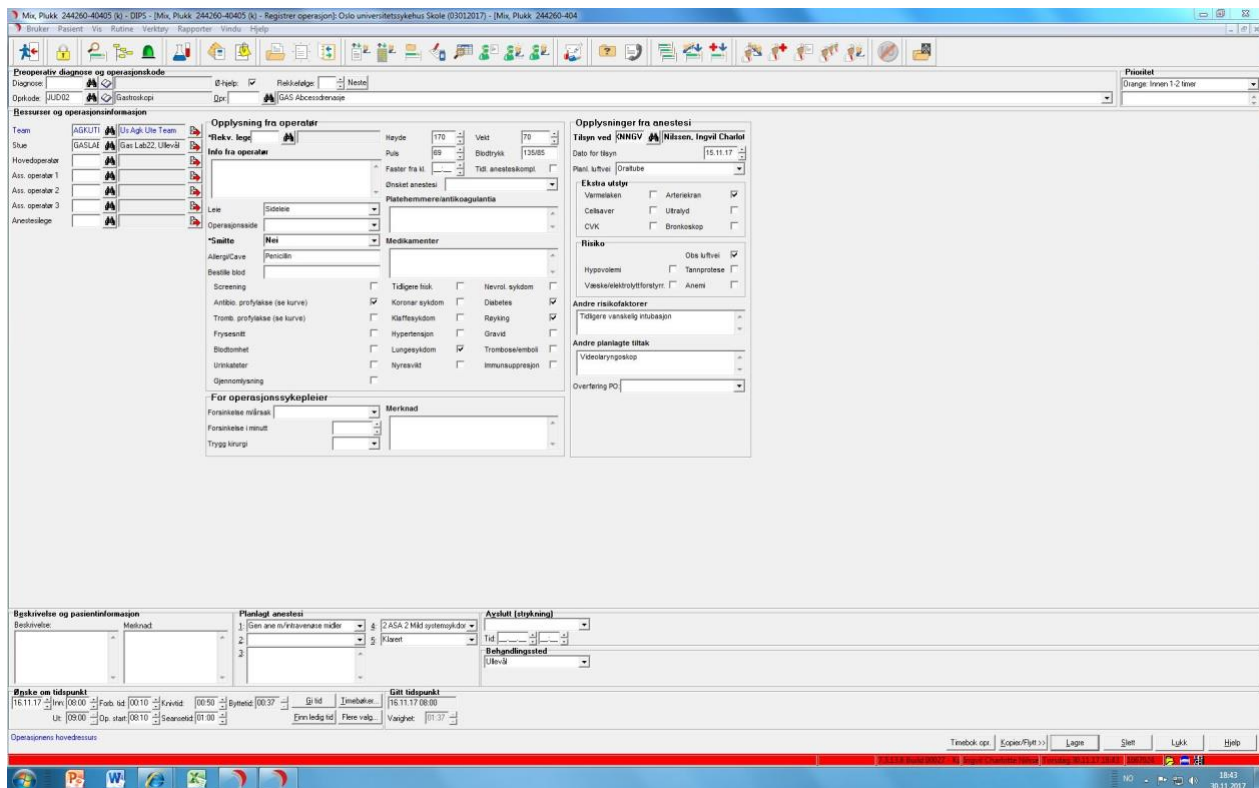 Mix, Plukk 244260-40405 (k) - DIPS - [Mix, Plukk 244260-40405 (k) - Registrer operasjon]: Oslo universitetssykehus Skole (03012017) - [Mix, Plukk 244260-404
Bruker Pasient Vis Rutine Verktøy Rapporter Vindu Hjelp
Preoperativ diagnose og operasjonskode
Prioritet
Diagnose: Ø-hjelp: Rekkefølge: Neste
Orange: Innen 1-2 timer
Oprkode: JUD02 Gastroskopi Opr: GAS Abcessdrenasje
Ressurser og operasjonsinformasjon
Team AGKUTI Us Agk Ute Team
Stue GASLAE Gas Lab22, Ullevål
Hovedoperatør
Ass. operatør 1
Ass. operatør 2
Ass. operatør 3
Anestesilege
Opplysning fra operatør
*Rekv. lege
Info fra operatør
Leie Sideleie
Operasjonsside
*Smitte Nei
Allergi/Cave Penicillin
Bestille blod
Screening
Antibio. profylakse (se kurve)
Tromb. profylakse (se kurve)
Frysesnitt
Blodtomhet
Urinkateter
Gjennomlysning
Høyde 170 Vekt 70
Puls 69 Blodtrykk 135/85
Faster fra kl. Tidl. anestesikompl.
Ønsket anestesi
Platehemmere/antikoagulantia
Medikamenter
Tidligere frisk Nevrol. sykdom
Koronar sykdom Diabetes
Klaffesykdom Røyking
Hypertensjon Gravid
Lungesykdom Trombose/emboli
Nyresvikt Immunsuppresjon
For operasjonssykepleier
Forsinkelse m/årsak
Forsinkelse i minutt
Trygg kirurgi
Merknad
Opplysninger fra anestesi
Tilsyn ved KNNGV Nilssen, Ingvil Charlot
Dato for tilsyn 15.11.17
Planl. luftvei Oraltube
Ekstra utstyr
Varmelaken Arteriekran
Cellsaver Ultralyd
CVK Bronkoskop
Risiko
Obs luftvei
Hypovolemi Tannprotese
Væske/elektrolyttforstyrr. Anemi
Andre risikofaktorer
Tidligere vanskelig intubasjon
Andre planlagte tiltak
Videolaryngoskop
Overføring PO:
Beskrivelse og pasientinformasjon
Beskrivelse: Merknad:
Planlagt anestesi
1: Gen ane m/intravenøse midler 4: 2 ASA 2 Mild systemsykdor
2: 5: Klarert
3:
Avslutt (strykning)
Tid:
Behandlingssted
Ullevål
Ønske om tidspunkt
16.11.17 Inn: 08:00 Forb. tid: 00:10 Knivtid: 00:50 Byttetid: 00:37 Gi tid Timebøker...
Ut: 09:00 Op. start: 08:10 Seansetid: 01:00 Finn ledig tid Flere valg...
Gitt tidspunkt
16.11.17 08:00
Varighet: 01:37
Operasjonens hovedressurs
Timebok opr. Kopier/Flytt >> Lagre Slett Lukk Hjelp
NO 18:43
30.11.2017